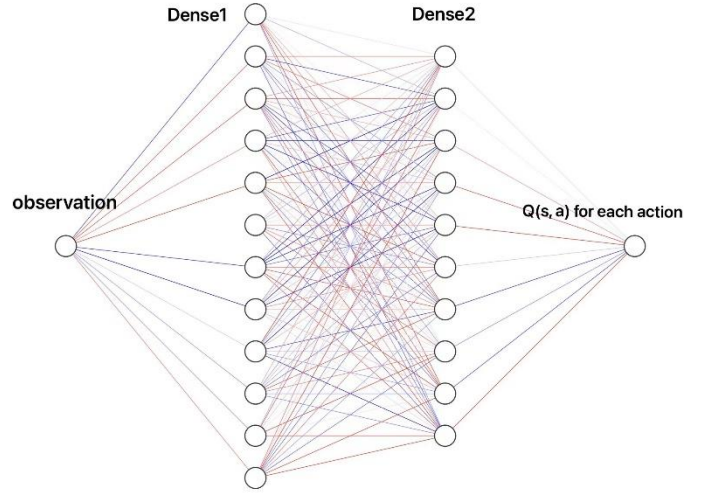 Dense1
Dense2
observation
Q(s, a) for each action